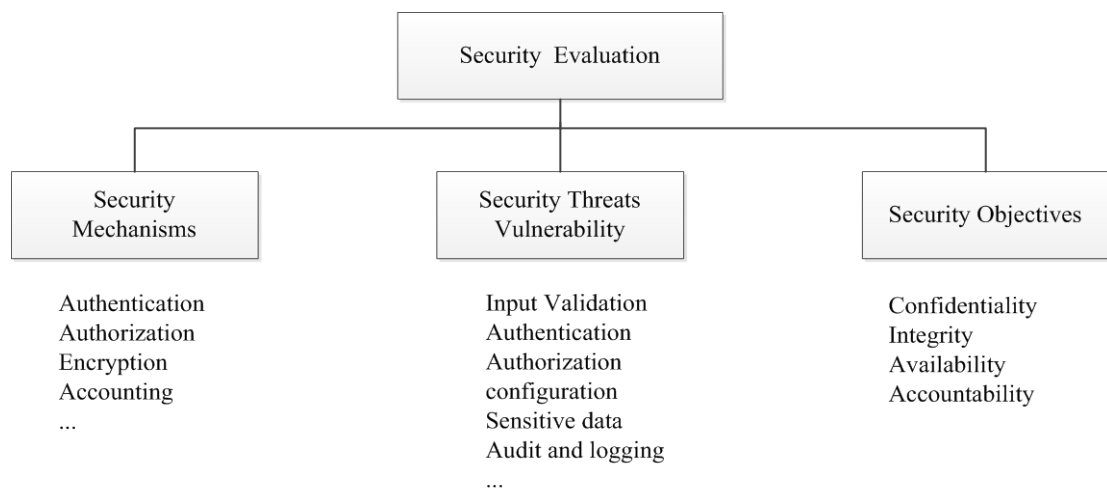 Security Evaluation
Security
Mechanisms
Security Threats
Vulnerability
Security Objectives
Authentication
Authorization
Encryption
Accounting
...
Input Validation
Authentication
Authorization
configuration
Sensitive data
Audit and logging
...
Confidentiality
Integrity
Availability
Accountability